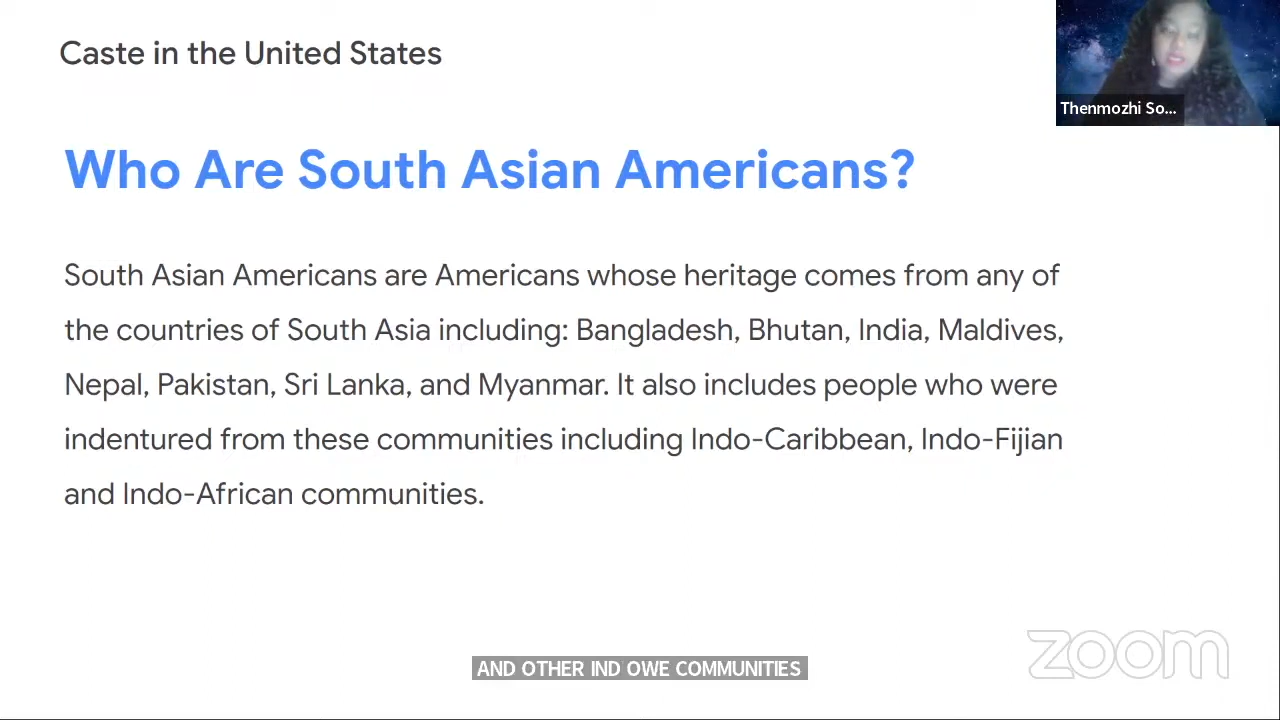 Caste in the United States
Thenmozhi So...
Who Are South Asian Americans?
South Asian Americans are Americans whose heritage comes from any of
the countries of South Asia including: Bangladesh, Bhutan, India, Maldives,
Nepal, Pakistan, Sri Lanka, and Myanmar. It also includes people who were
indentured from these communities including Indo-Caribbean, Indo-Fijian
and Indo-African communities.
AND OTHER IND OWE COMMUNITIES
zoom